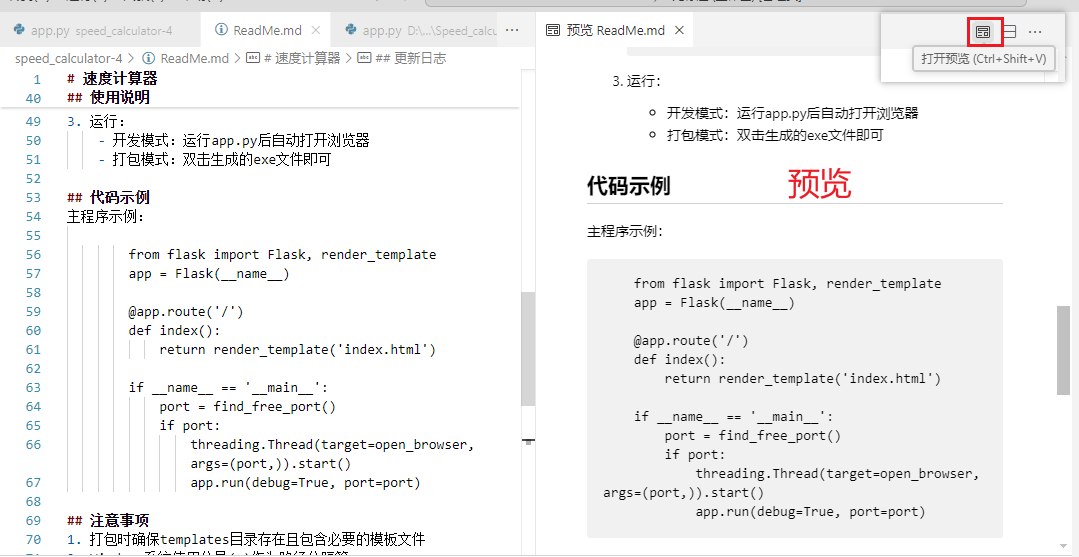 app.py speed_calculator-4
ReadMe.md
app.py D:\...\Speed_calcu
预览 ReadMe.md
打开预览 (Ctrl+Shift+V)
speed_calculator-4 > ReadMe.md > # 速度计算器 > ## 更新日志
1 # 速度计算器
40 ## 使用说明
49 3. 运行：
50 - 开发模式：运行app.py后自动打开浏览器
51 - 打包模式：双击生成的exe文件即可
52
53 ## 代码示例
54 主程序示例：
55
56 from flask import Flask, render_template
57 app = Flask(__name__)
58
59 @app.route('/')
60 def index():
61 return render_template('index.html')
62
63 if __name__ == '__main__':
64 port = find_free_port()
65 if port:
66 threading.Thread(target=open_browser,
args=(port,)).start()
67 app.run(debug=True, port=port)
68
69 ## 注意事项
70 1. 打包时确保templates目录存在且包含必要的模板文件
3. 运行：
开发模式：运行app.py后自动打开浏览器
打包模式：双击生成的exe文件即可
代码示例
预览
主程序示例：
from flask import Flask, render_template
app = Flask(__name__)
@app.route('/')
def index():
return render_template('index.html')
if __name__ == '__main__':
port = find_free_port()
if port:
threading.Thread(target=open_browser,
args=(port,)).start()
app.run(debug=True, port=port)